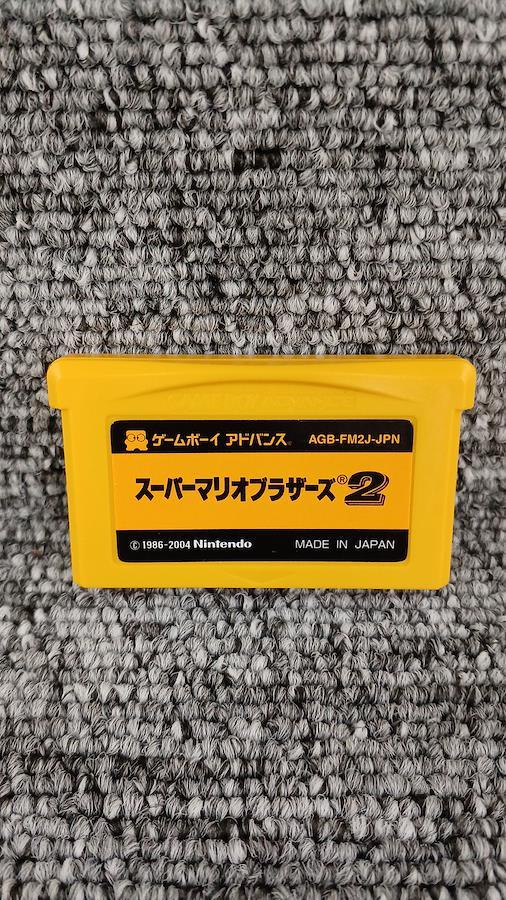 ゲームボーイ アドバンス AGB-FM2J-JPN
スーパーマリオブラザーズ® 2
© 1986-2004 Nintendo MADE IN JAPAN